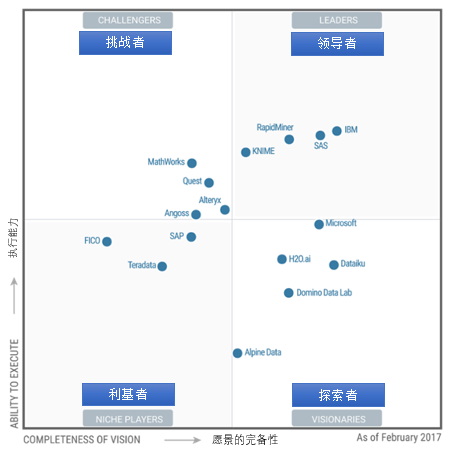 CHALLENGERS
挑战者
LEADERS
领导者
RapidMiner
IBM
SAS
KNIME
MathWorks
Quest
Alteryx
Angoss
Microsoft
FICO
SAP
Teradata
H2O.ai
Dataiku
Domino Data Lab
Alpine Data
执行能力
ABILITY TO EXECUTE
利基者
NICHE PLAYERS
探索者
VISIONARIES
COMPLETENESS OF VISION
愿景的完备性
As of February 2017